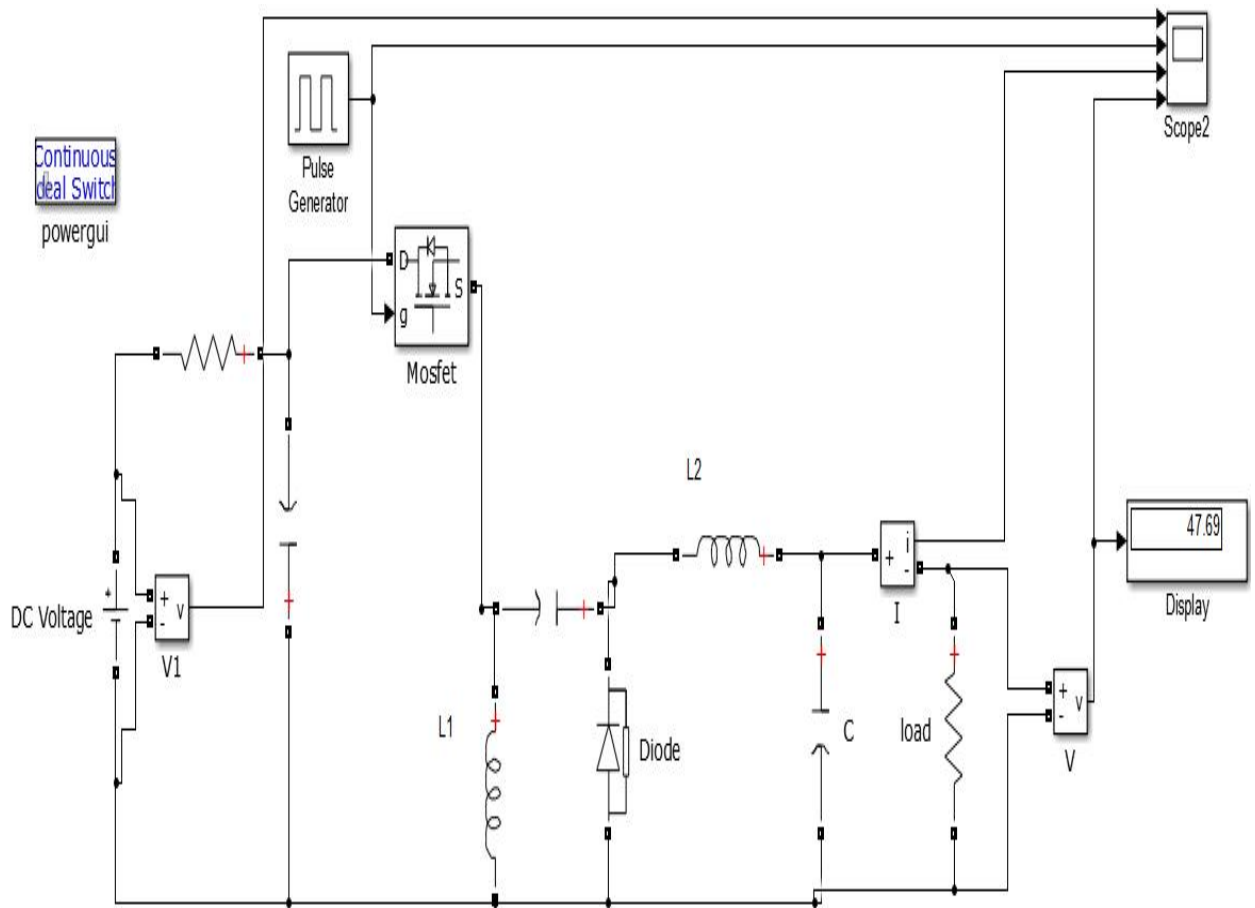 Scope2
Pulse
Generator
Continuous
deal Switch
powergui
D
S
g
Mosfet
L2
47.69
Display
i
+
-
I
DC Voltage
+
+
-
v
V1
L1
Diode
C
load
+
-
v
V